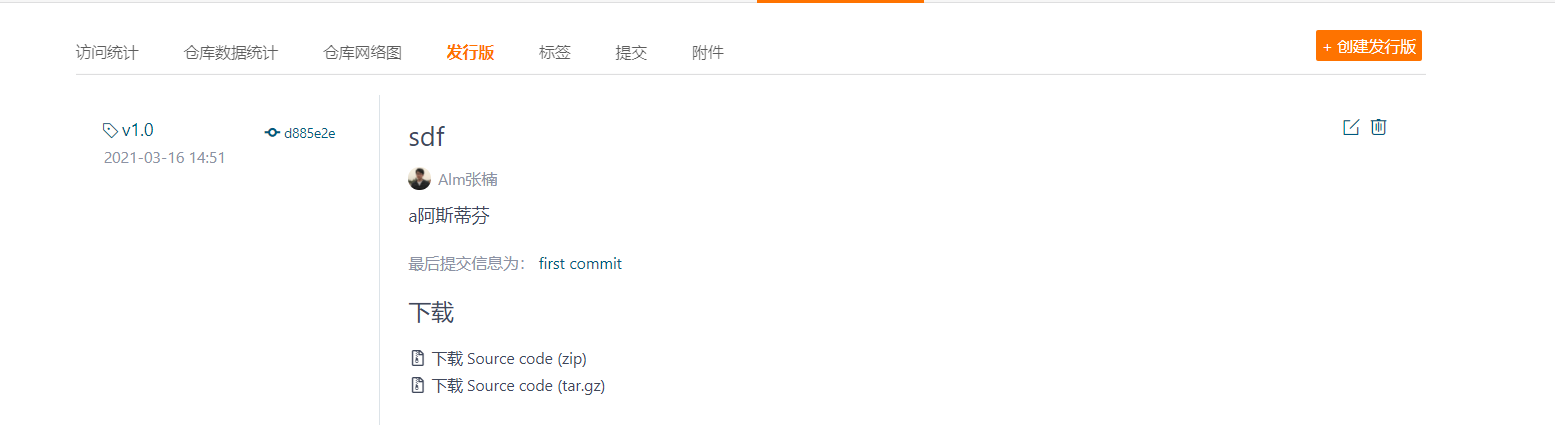 访问统计 仓库数据统计 仓库网络图 发行版 标签 提交 附件 + 创建发行版
v1.0 d885e2e
2021-03-16 14:51
sdf
Alm张楠
a阿斯蒂芬
最后提交信息为： first commit
下载
下载 Source code (zip)
下载 Source code (tar.gz)